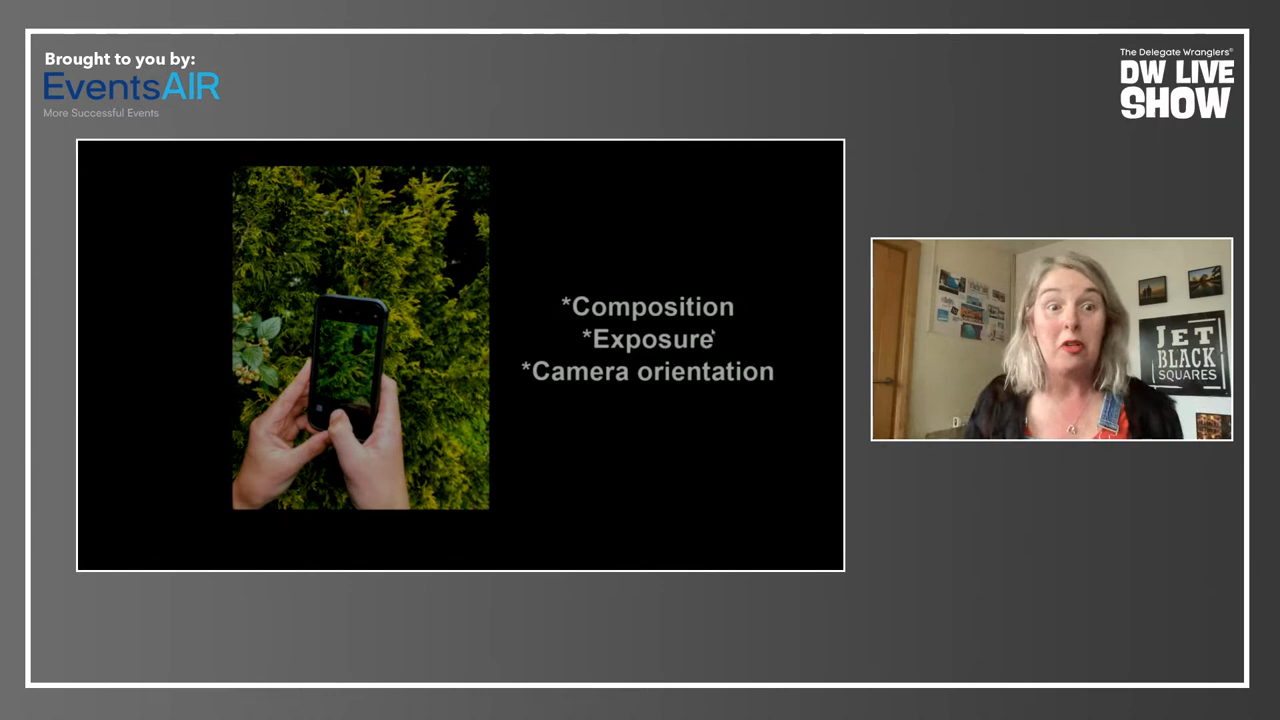 Brought to you by:
EventsAIR
More Successful Events
The Delegate Wranglers®
DW LIVE
SHOW
*Composition
*Exposure
*Camera orientation
JET
BLACK
SQUARES